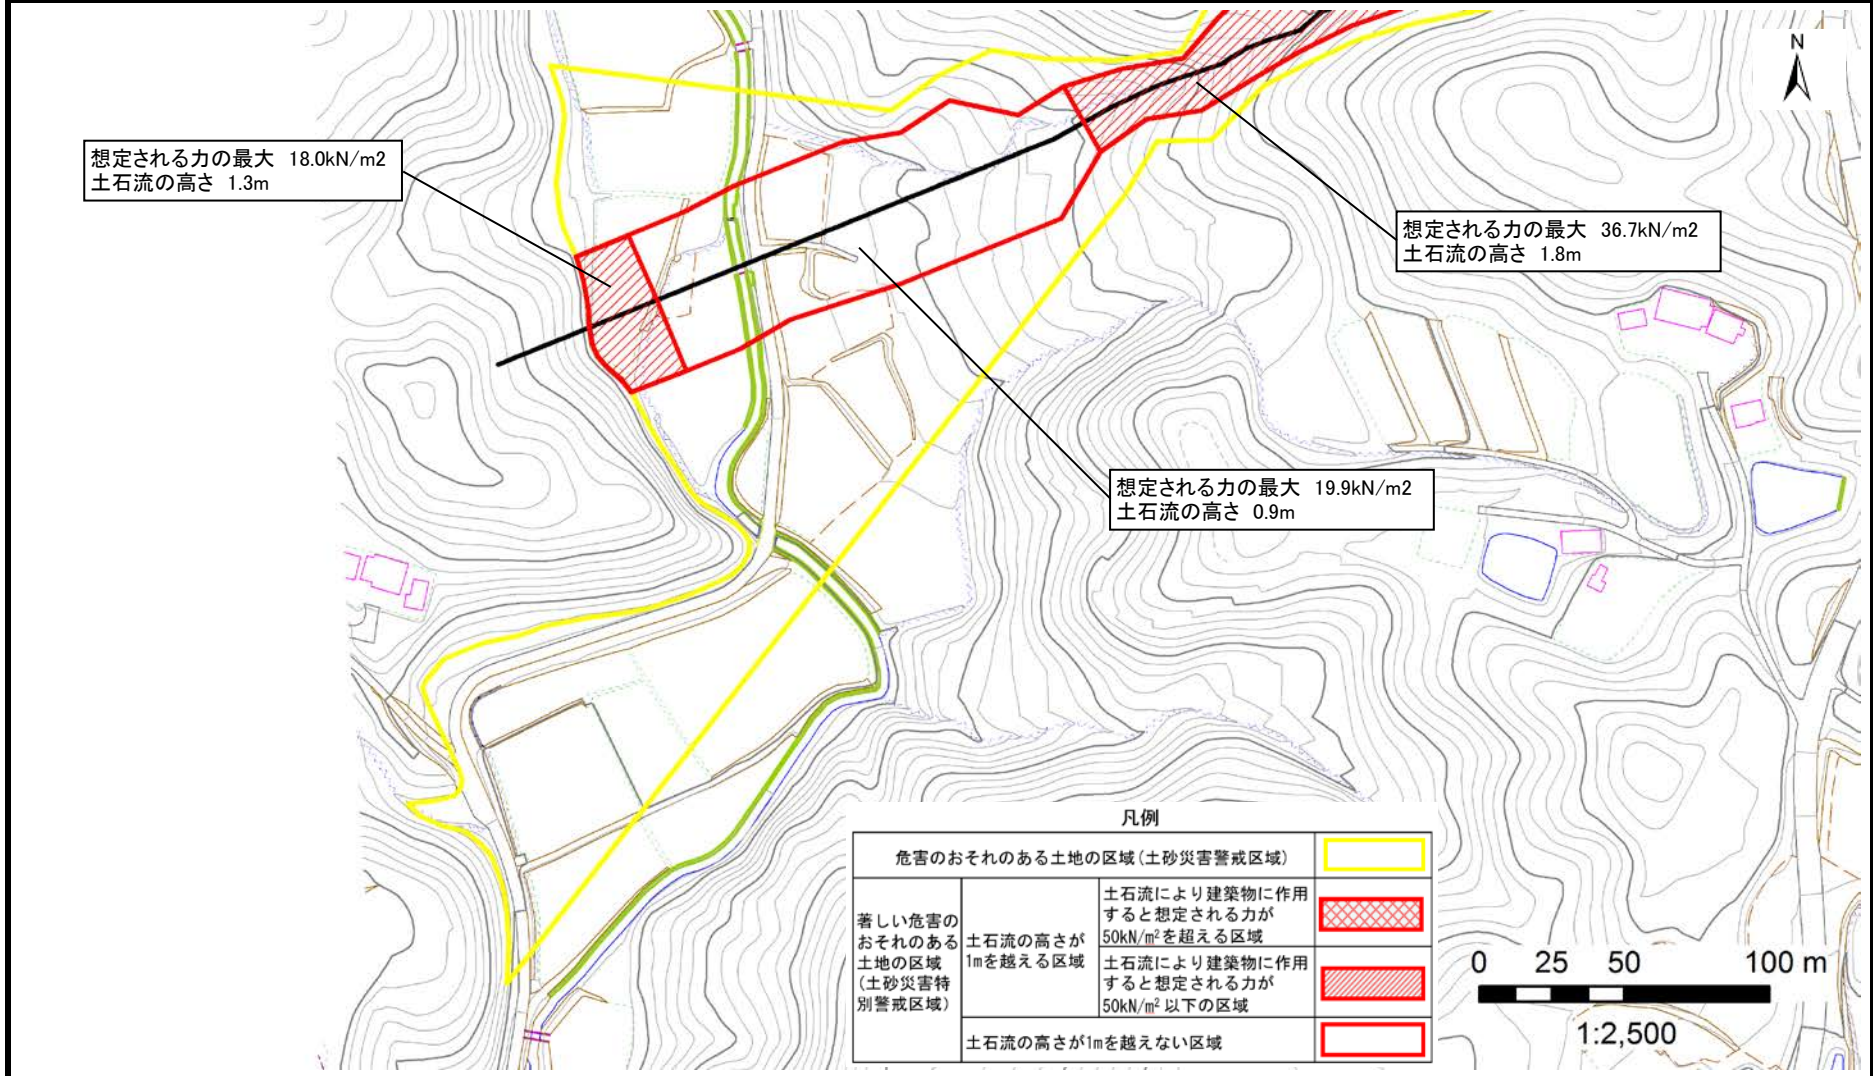 N
想定される力の最大 18.0kN/m2
土石流の高さ 1.3m
想定される力の最大 36.7kN/m2
土石流の高さ 1.8m
想定される力の最大 19.9kN/m2
土石流の高さ 0.9m
凡例
危害のおそれのある土地の区域(土砂災害警戒区域)
著しい危害の
おそれのある
土地の区域
(土砂災害特
別警戒区域)
土石流の高さが
1mを越える区域
土石流により建築物に作用
すると想定される力が
50kN/㎡を超える区域
土石流により建築物に作用
すると想定される力が
50kN/㎡以下の区域
土石流の高さが1mを越えない区域
0 25 50 100 m
1:2,500